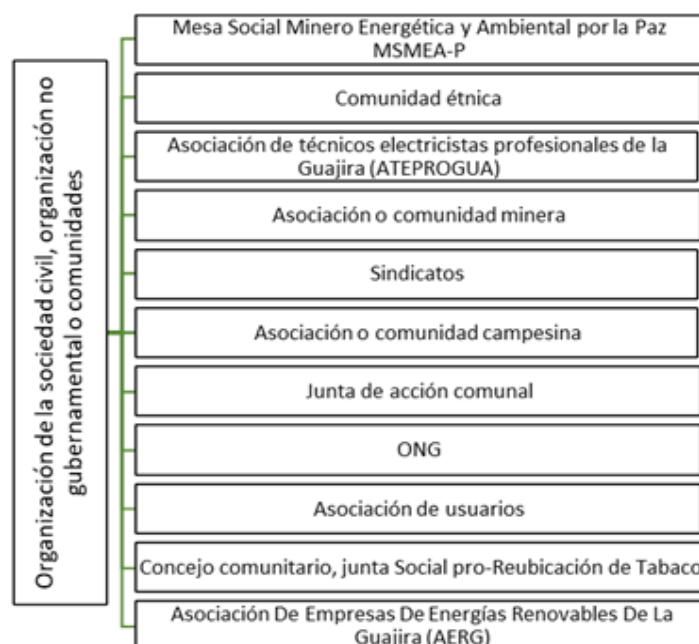 Organización de la sociedad civil, organización no
gubernamental o comunidades
Mesa Social Minero Energética y Ambiental por la Paz
MSMEA-P
Comunidad étnica
Asociación de técnicos electricistas profesionales de la
Guajira (ATEPROGUA)
Asociación o comunidad minera
Sindicatos
Asociación o comunidad campesina
Junta de acción comunal
ONG
Asociación de usuarios
Concejo comunitario, junta Social pro-Reubicación de Tabaco
Asociación De Empresas De Energías Renovables De La
Guajira (AERG)